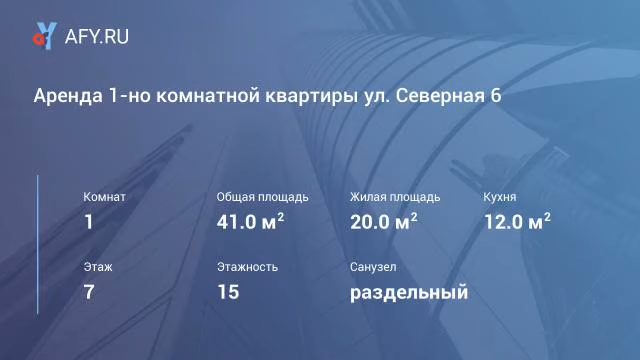 AFY.RU
Аренда 1-но комнатной квартиры ул. Северная 6
Комнат Общая площадь Жилая площадь Кухня
1 41.0 м² 20.0 м² 12.0 м²
Этаж Этажность Санузел
7 15 раздельный